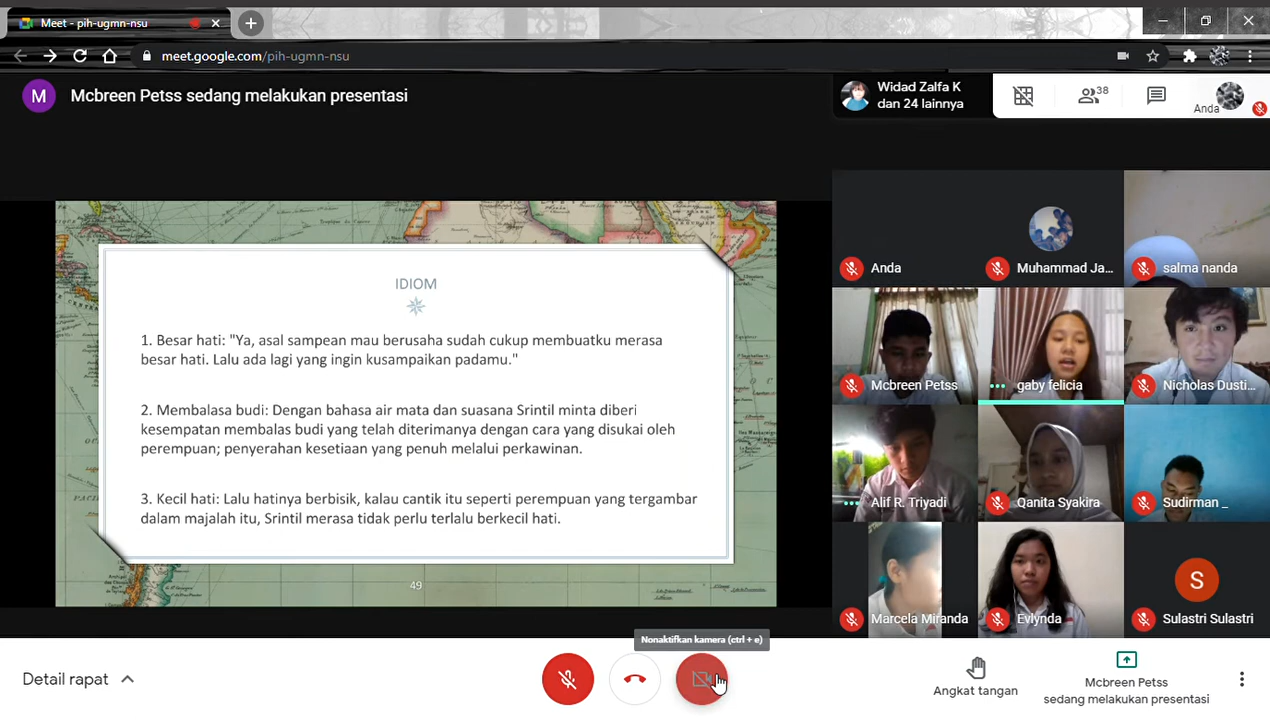 Meet - pih-ugmn-nsu
meet.google.com/pih-ugmn-nsu
M
Mcbreen Petss sedang melakukan presentasi
Widad Zalfa K
dan 24 lainnya
38
Anda
IDIOM
1. Besar hati: "Ya, asal sampean mau berusaha sudah cukup membuatku merasa
besar hati. Lalu ada lagi yang ingin kusampaikan padamu."
2. Membalasa budi: Dengan bahasa air mata dan suasana Srintil minta diberi
kesempatan membalas budi yang telah diterimanya dengan cara yang disukai oleh
perempuan; penyerahan kesetiaan yang penuh melalui perkawinan.
3. Kecil hati: Lalu hatinya berbisik, kalau cantik itu seperti perempuan yang tergambar
dalam majalah itu, Srintil merasa tidak perlu terlalu berkecil hati.
49
Anda
Muhammad Ja...
salma nanda
Mcbreen Petss
gaby felicia
Nicholas Dusti...
Alif R. Triyadi
Qanita Syakira
Sudirman _
Marcela Miranda
Evlynda
S
Sulastri Sulastri
Nonaktifkan kamera (ctrl + e)
Detail rapat
Angkat tangan
Mcbreen Petss
sedang melakukan presentasi